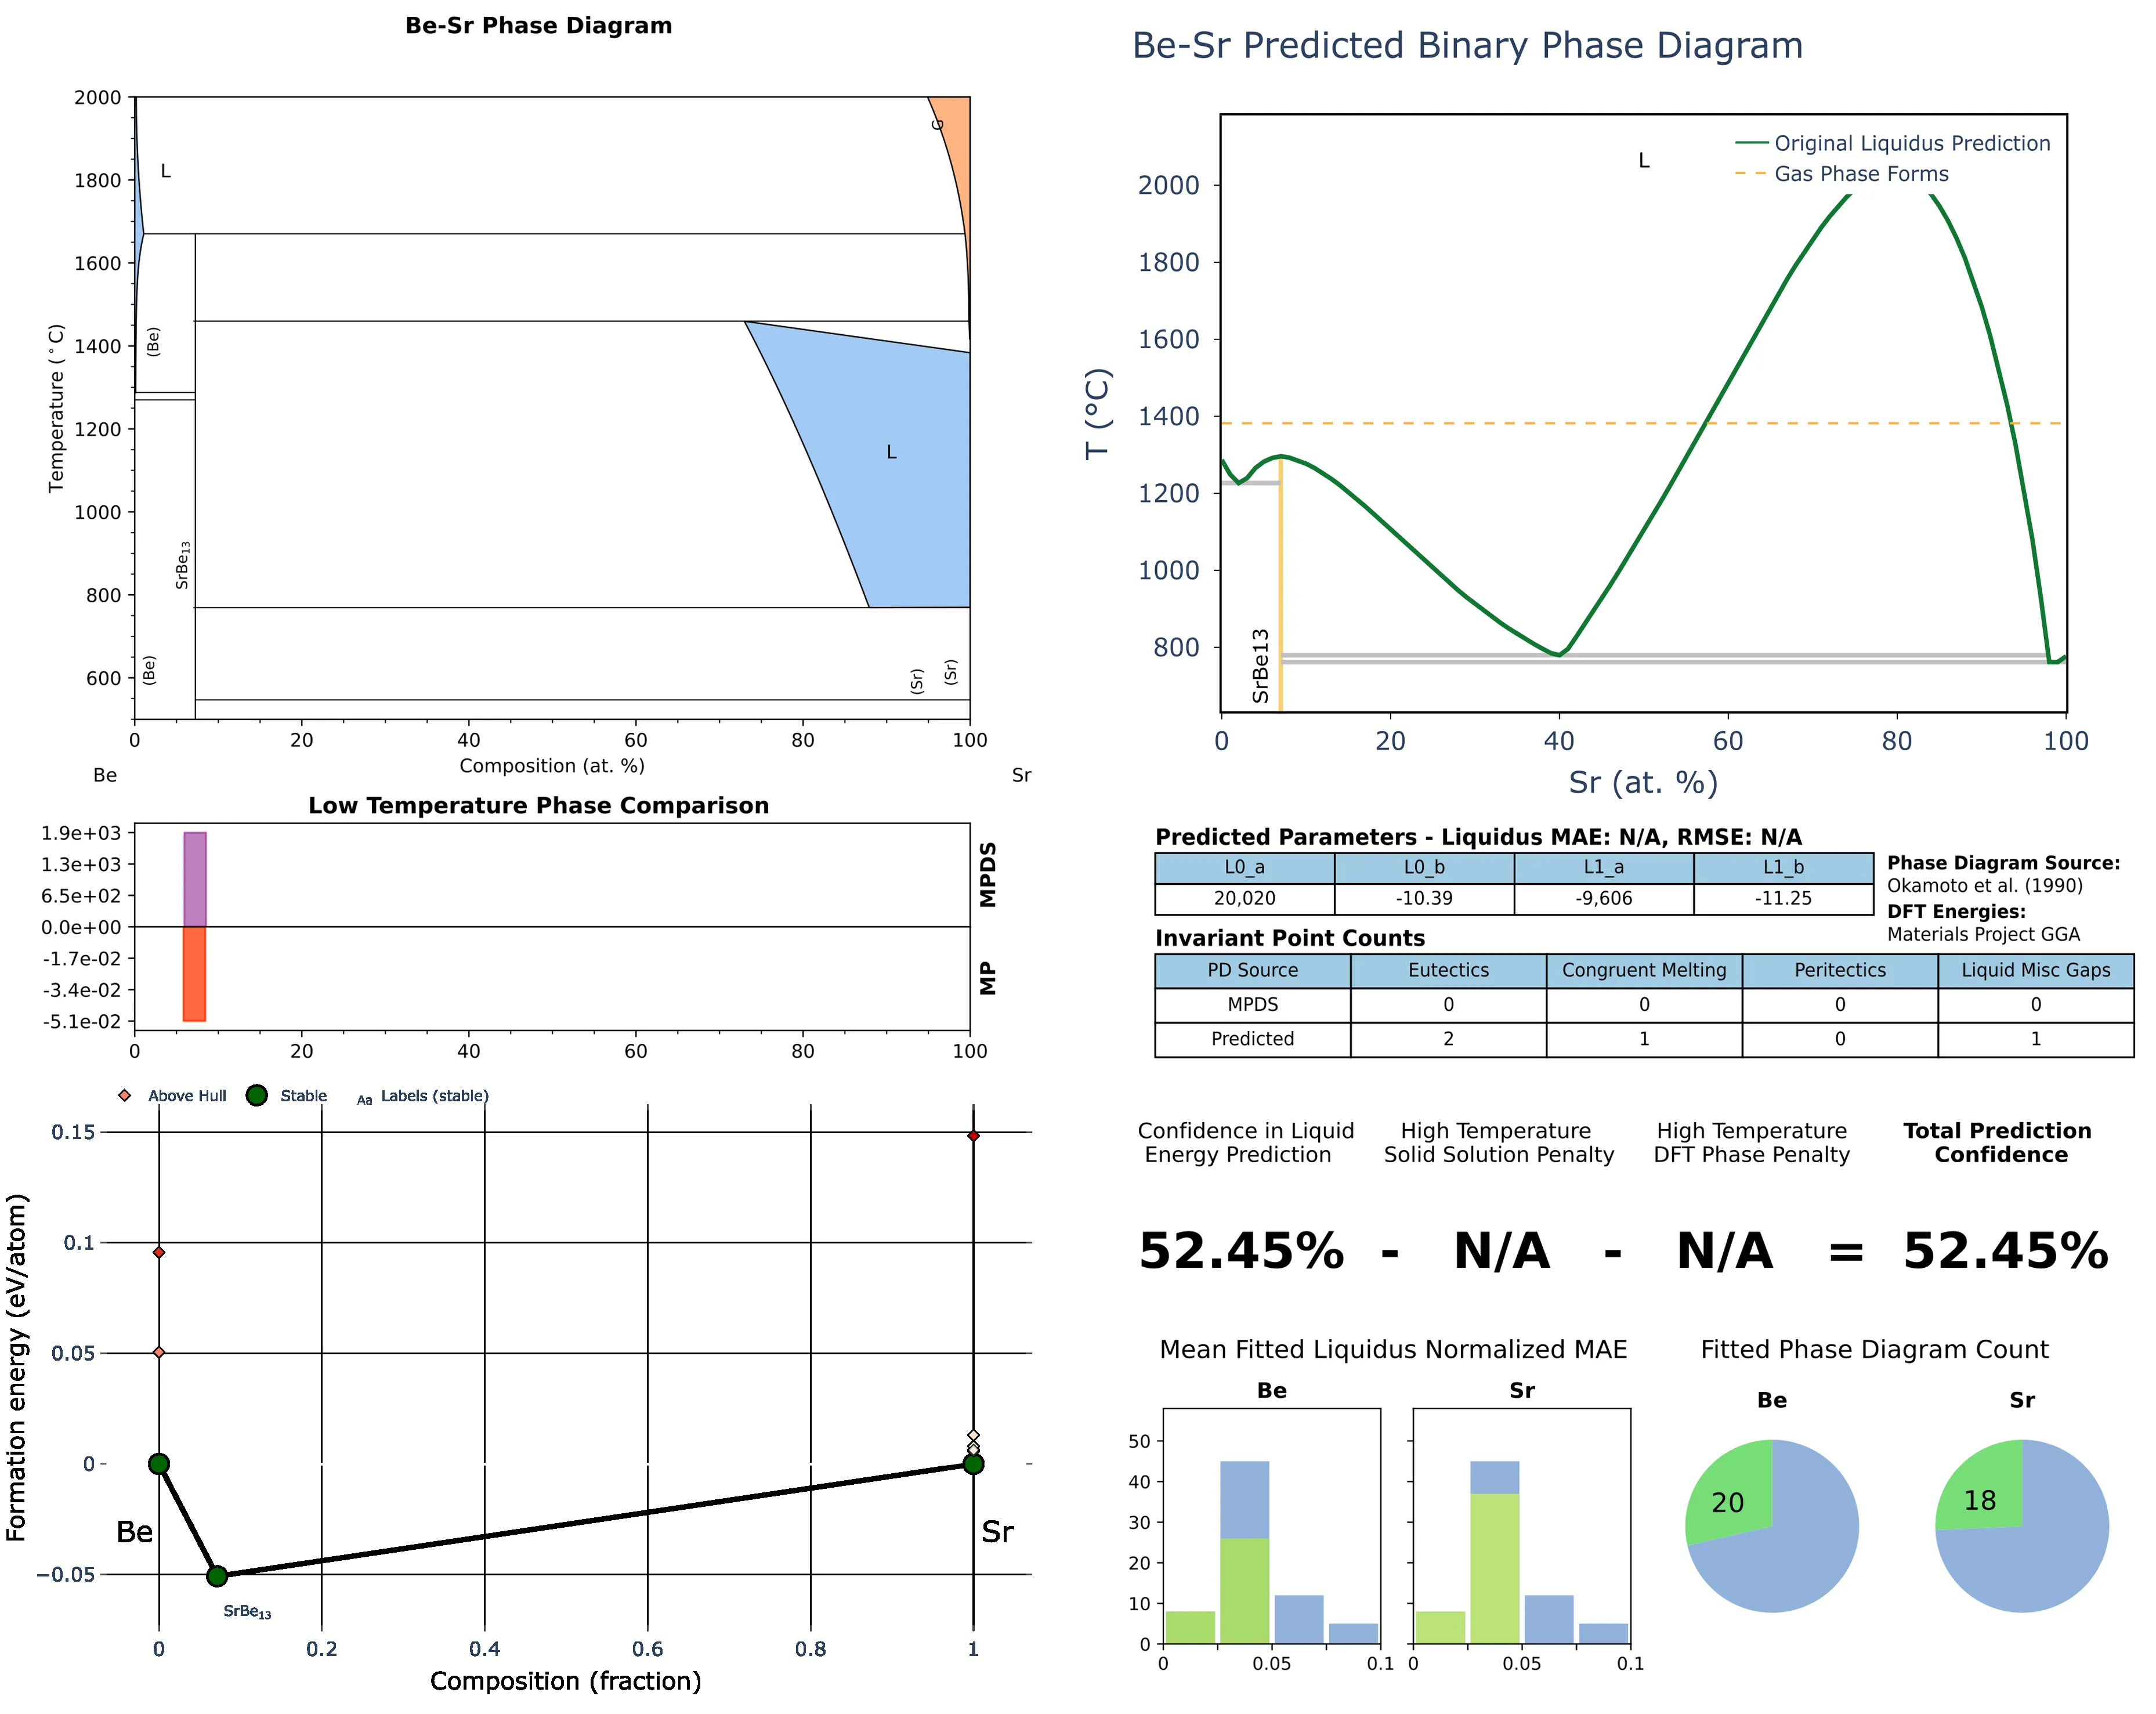 Be-Sr Phase Diagram
2000
1800
1600
1400
1200
1000
800
600
Temperature (°C)
L
G
(Be)
L
SrBe13
(Be)
(Sr)
(Sr)
0 20 40 60 80 100
Composition (at. %)
Be Sr
Low Temperature Phase Comparison
1.9e+03
1.3e+03
6.5e+02
0.0e+00
-1.7e-02
-3.4e-02
-5.1e-02
MPDS
MP
0 20 40 60 80 100
Above Hull Stable Aa Labels (stable)
0.15
0.1
0.05
0
−0.05
Formation energy (eV/atom)
Be Sr
SrBe13
0 0.2 0.4 0.6 0.8 1
Composition (fraction)
Be-Sr Predicted Binary Phase Diagram
L
Original Liquidus Prediction
Gas Phase Forms
2000
1800
1600
1400
1200
1000
800
T (°C)
SrBe13
0 20 40 60 80 100
Sr (at. %)
Predicted Parameters - Liquidus MAE: N/A, RMSE: N/A
L0_a L0_b L1_a L1_b
20,020 -10.39 -9,606 -11.25
Phase Diagram Source:
Okamoto et al. (1990)
DFT Energies:
Materials Project GGA
Invariant Point Counts
PD Source Eutectics Congruent Melting Peritectics Liquid Misc Gaps
MPDS 0 0 0 0
Predicted 2 1 0 1
Confidence in Liquid
Energy Prediction
High Temperature
Solid Solution Penalty
High Temperature
DFT Phase Penalty
Total Prediction
Confidence
52.45% - N/A - N/A = 52.45%
Mean Fitted Liquidus Normalized MAE
Be Sr
50
40
30
20
10
0
0 0.05 0.1 0 0.05 0.1
Fitted Phase Diagram Count
Be Sr
20 18